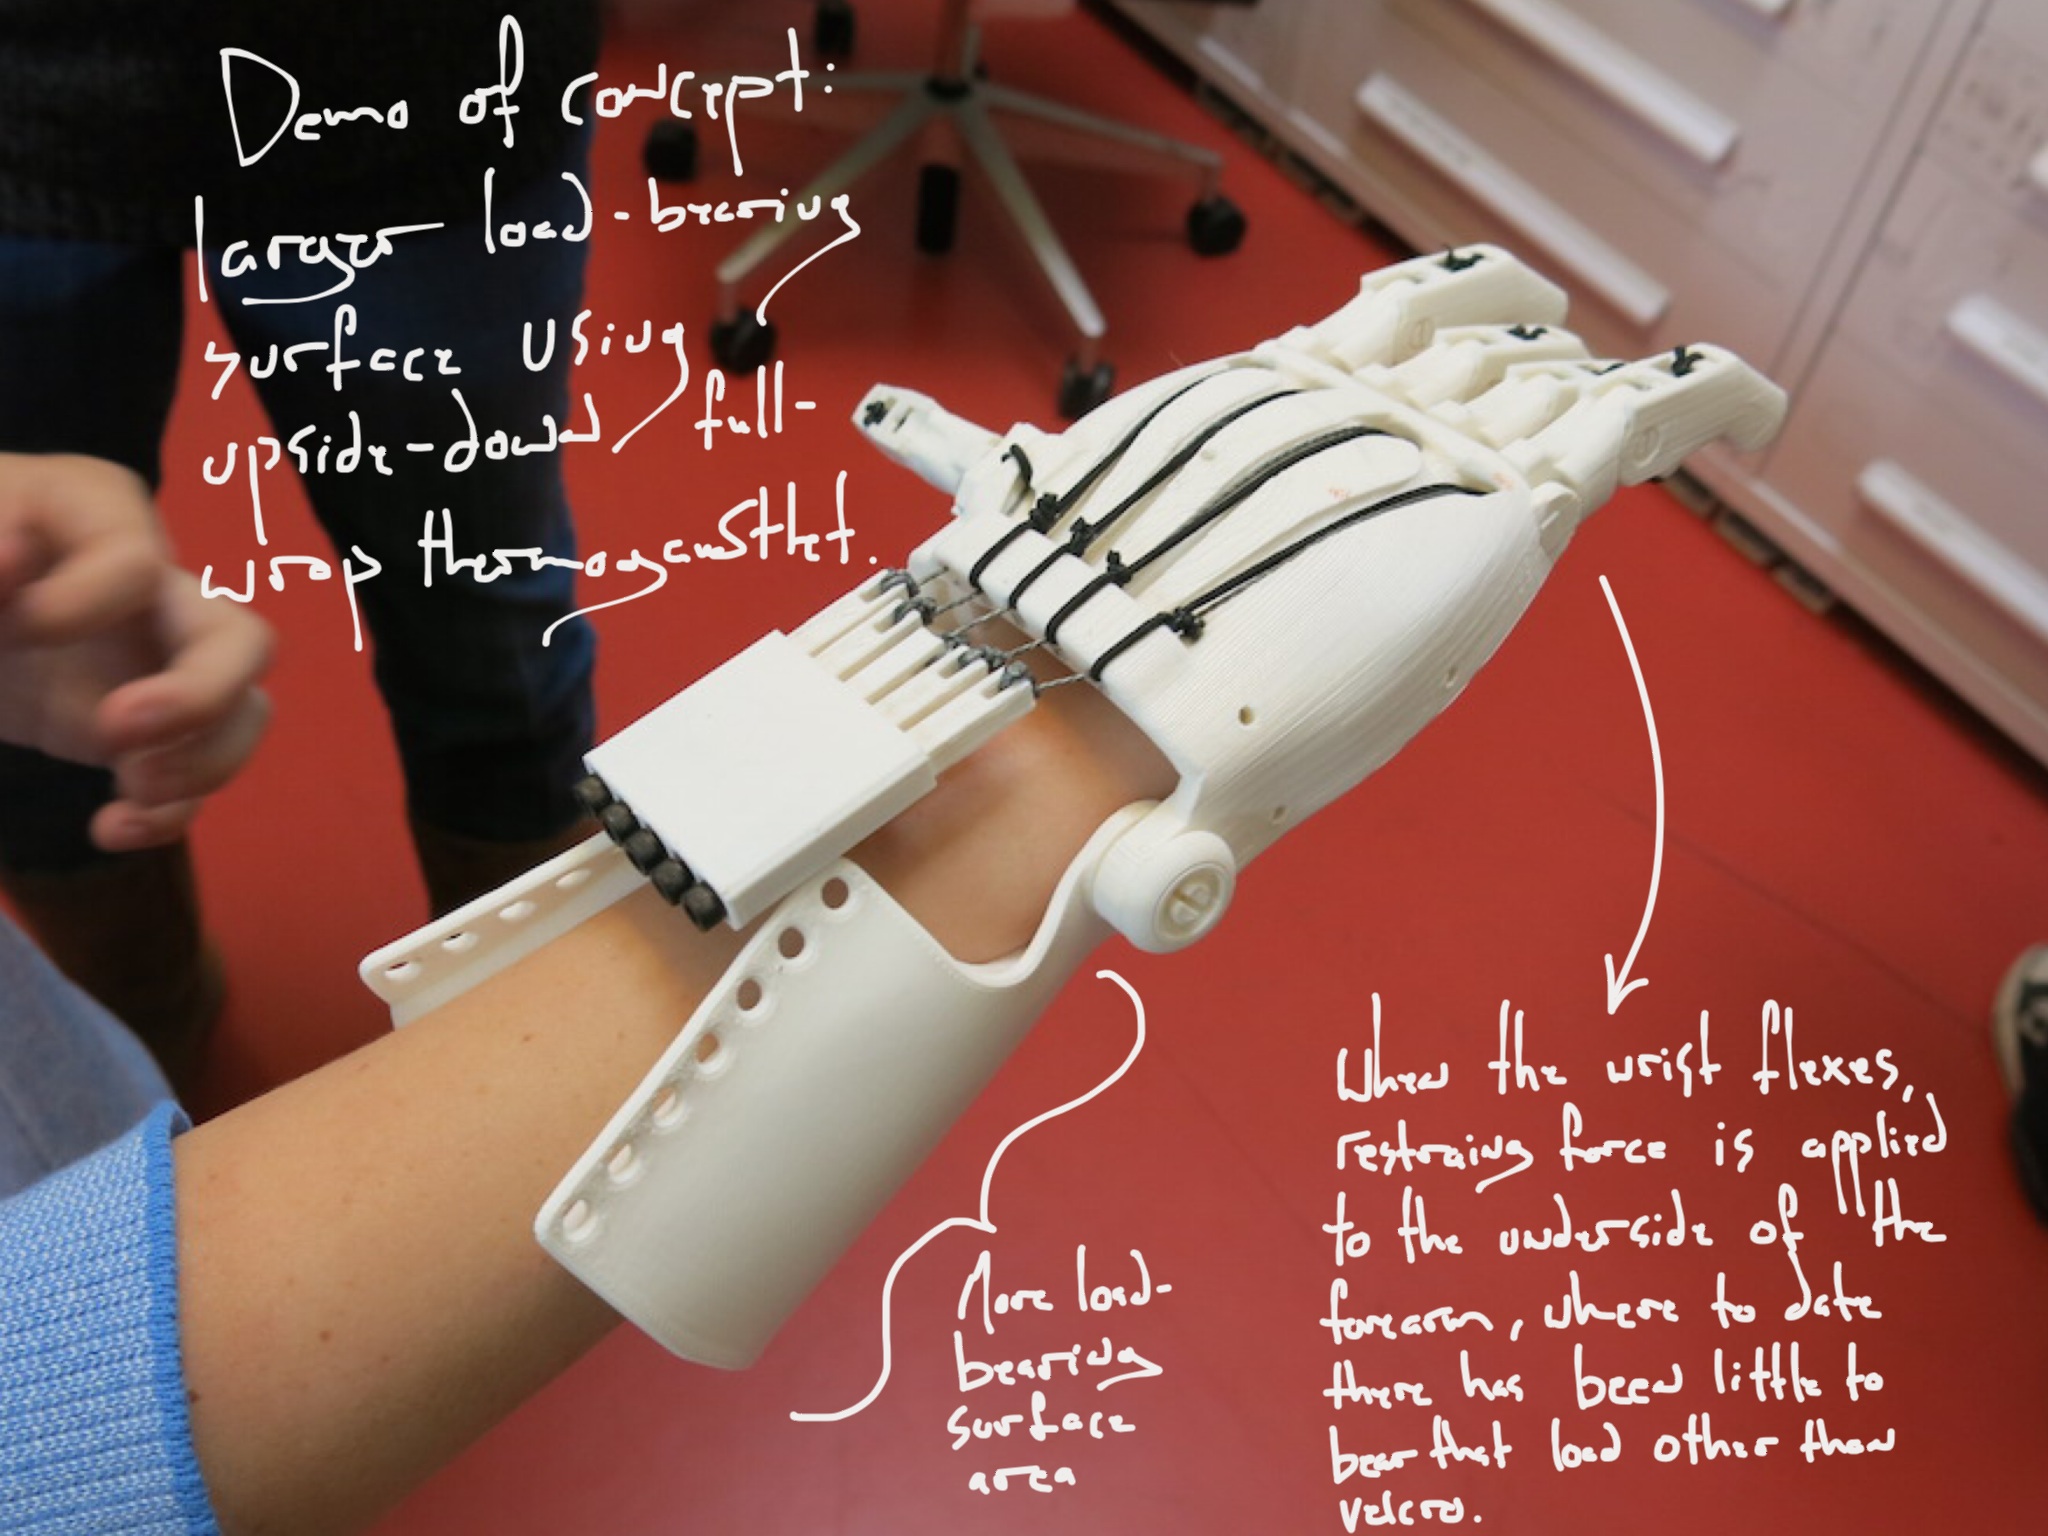 Demo of concept:
larger load-bearing
surface using
upside-down full-
wrap thermogauntlet.
More load-
bearing
surface
area
When the wrist flexes,
restraing force is applied
to the underside of the
forearm, where to date
there has been little to
bear that load other than
velcro.